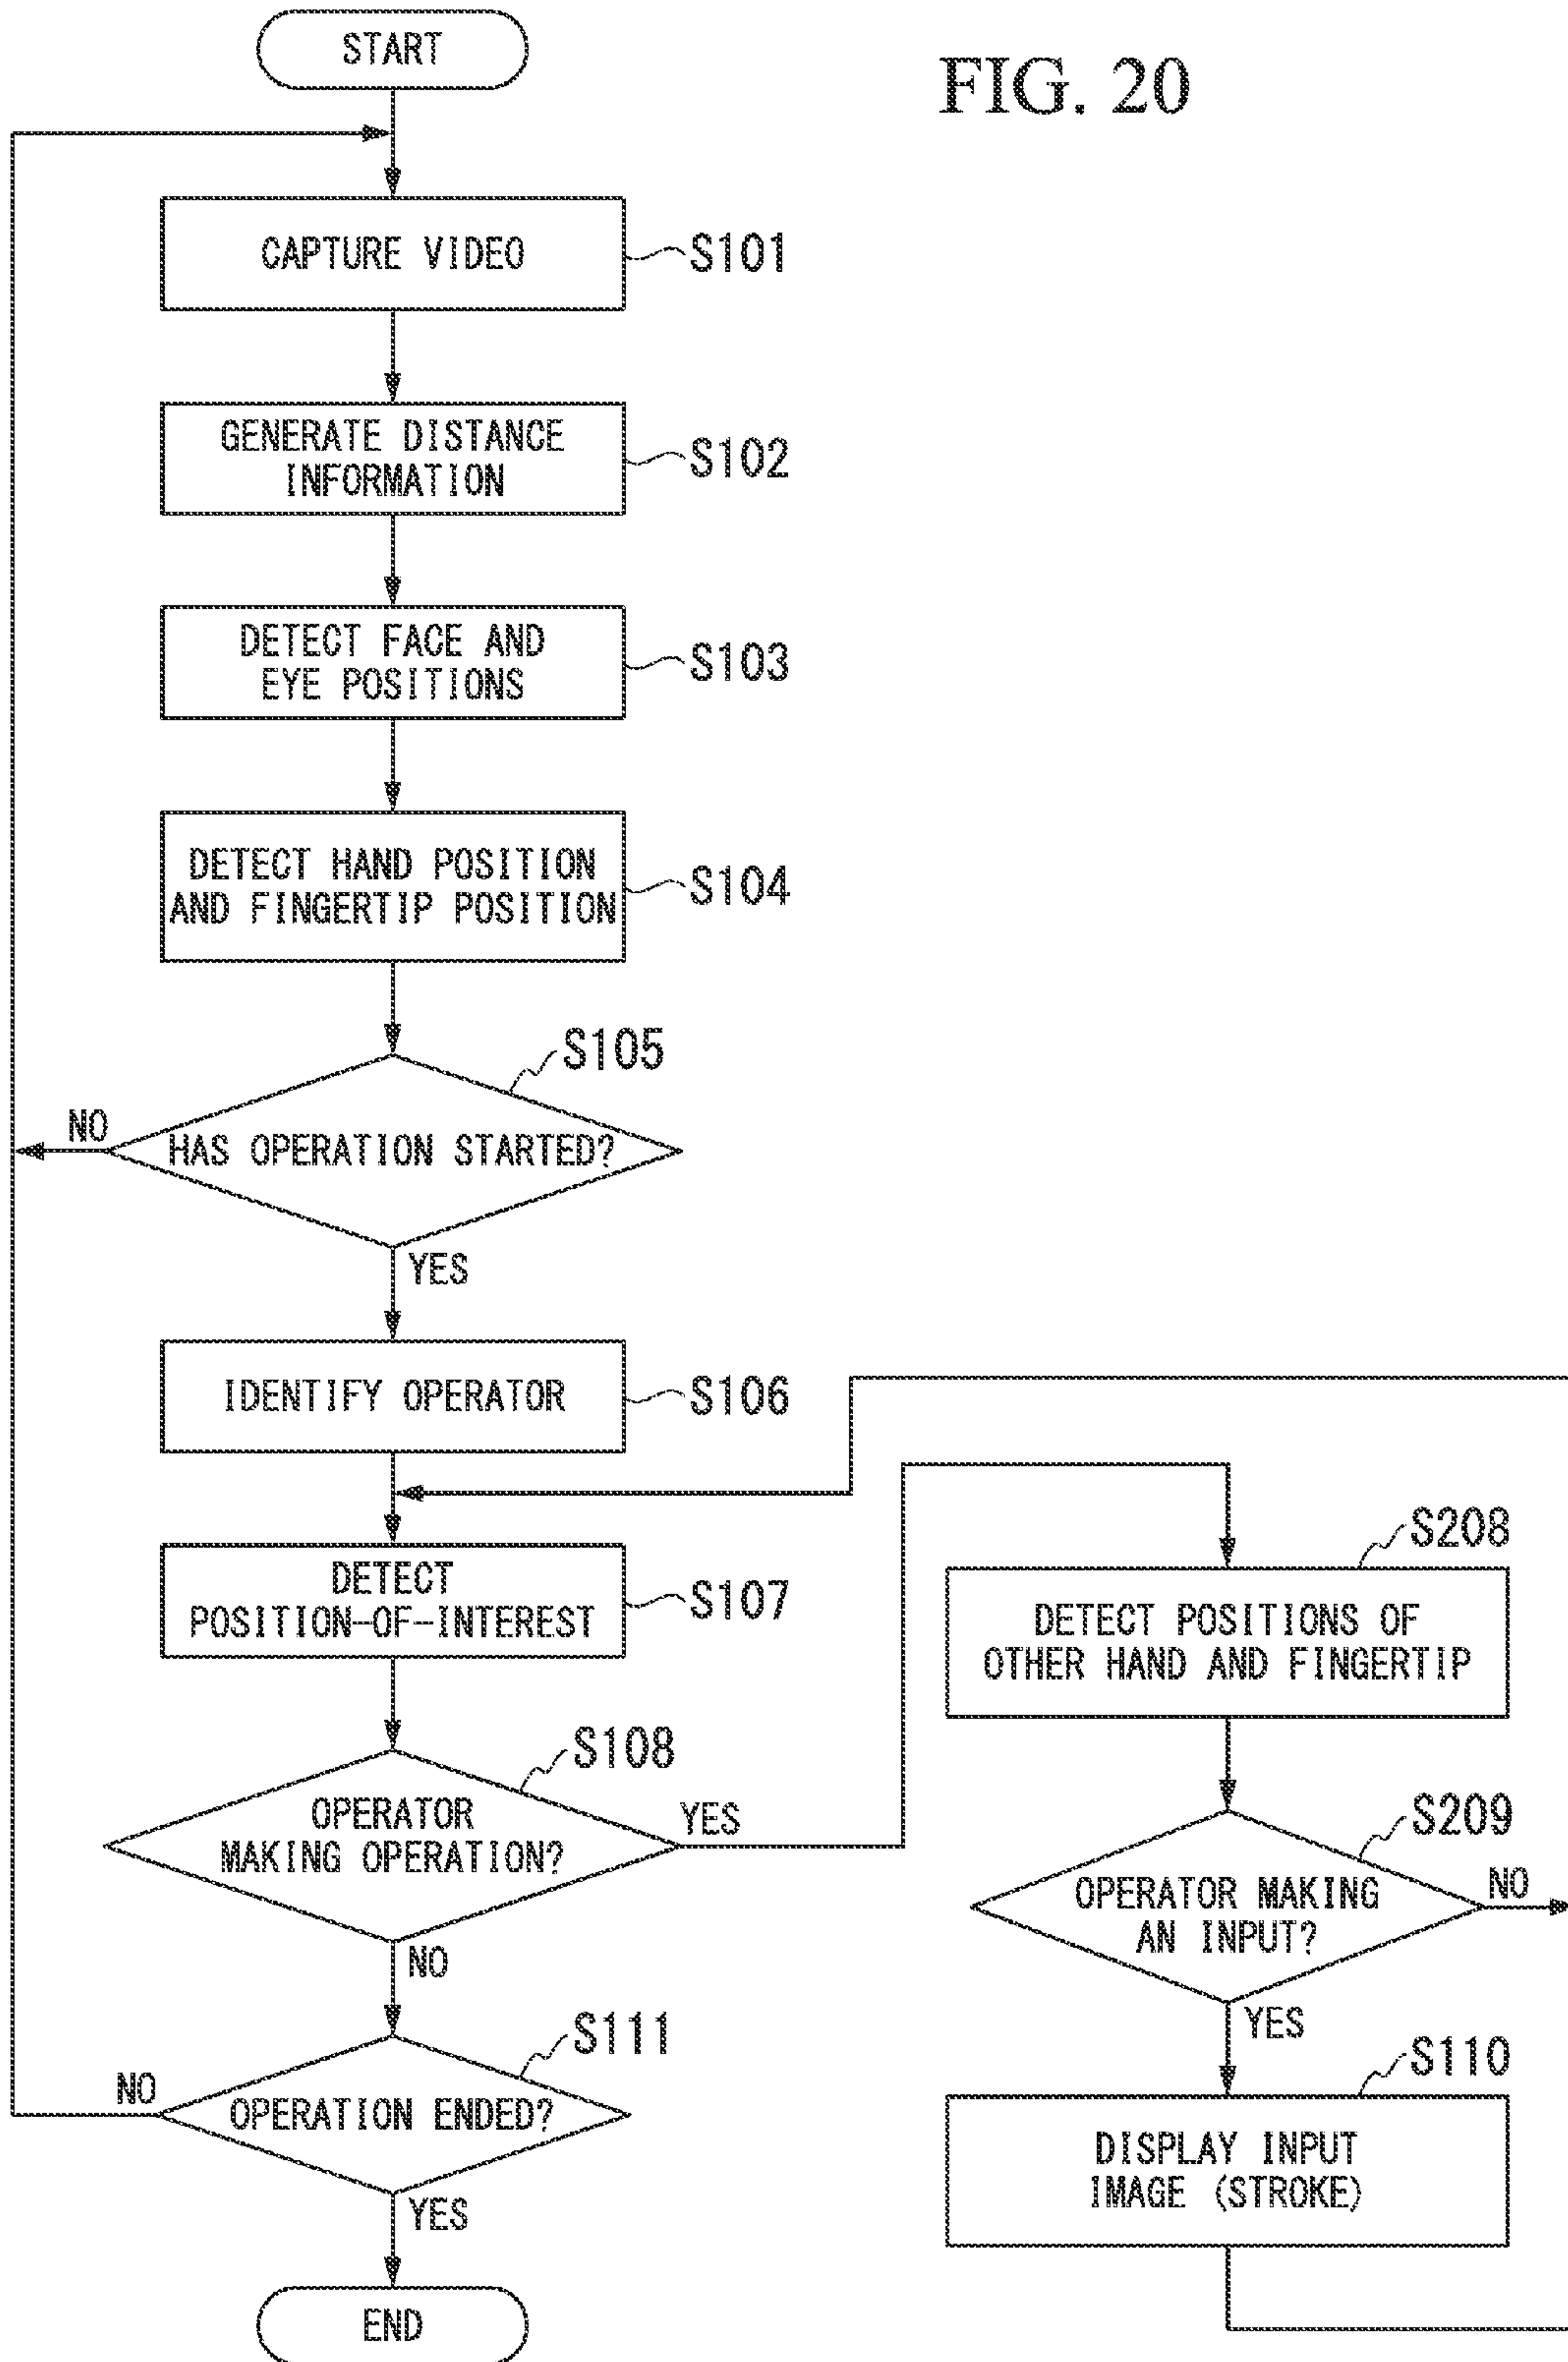 START
FIG. 20
CAPTURE VIDEO
S101
GENERATE DISTANCE
INFORMATION
S102
DETECT FACE AND
EYE POSITIONS
S103
DETECT HAND POSITION
AND FINGERTIP POSITION
S104
S105
HAS OPERATION STARTED?
NO
YES
IDENTIFY OPERATOR
S106
DETECT
POSITION-OF-INTEREST
S107
S108
OPERATOR
MAKING OPERATION?
YES
NO
S111
OPERATION ENDED?
NO
YES
END
S208
DETECT POSITIONS OF
OTHER HAND AND FINGERTIP
S209
OPERATOR MAKING
AN INPUT?
NO
YES
S110
DISPLAY INPUT
IMAGE (STROKE)